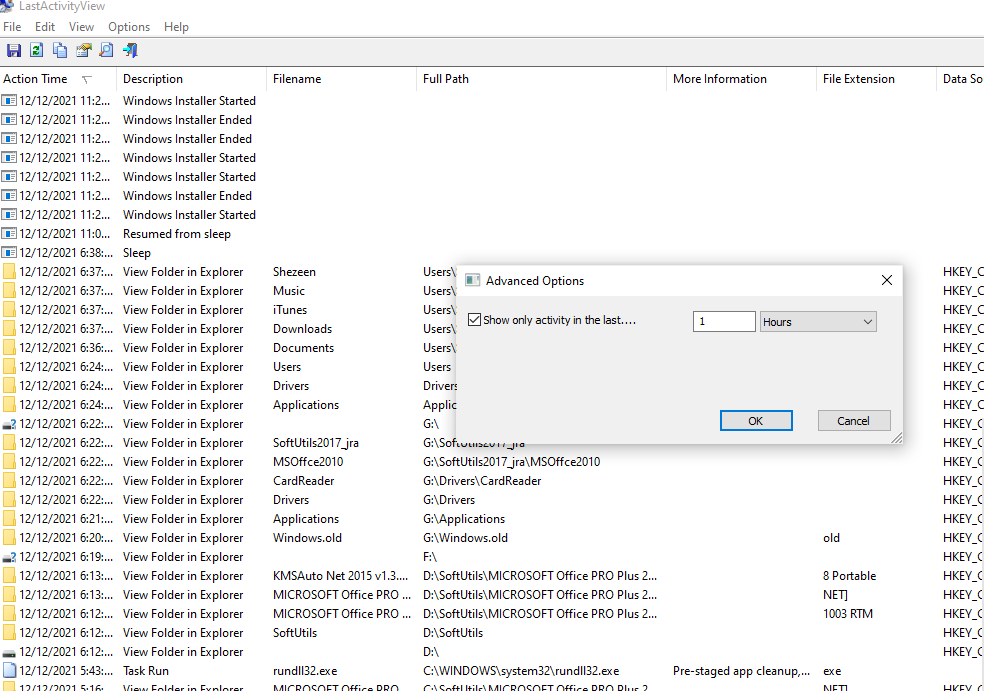 LastActivityView
File Edit View Options Help
Action Time Description Filename Full Path More Information File Extension Data So
12/12/2021 11:2... Windows Installer Started
12/12/2021 11:2... Windows Installer Ended
12/12/2021 11:2... Windows Installer Ended
12/12/2021 11:2... Windows Installer Started
12/12/2021 11:2... Windows Installer Started
12/12/2021 11:2... Windows Installer Ended
12/12/2021 11:2... Windows Installer Started
12/12/2021 11:0... Resumed from sleep
12/12/2021 6:38:... Sleep
12/12/2021 6:37:... View Folder in Explorer Shezeen Users\ HKEY_C
12/12/2021 6:37:... View Folder in Explorer Music Users\ HKEY_C
12/12/2021 6:37:... View Folder in Explorer iTunes Users\ HKEY_C
12/12/2021 6:37:... View Folder in Explorer Downloads Users\ HKEY_C
12/12/2021 6:36:... View Folder in Explorer Documents Users\ HKEY_C
12/12/2021 6:24:... View Folder in Explorer Users Users HKEY_C
12/12/2021 6:24:... View Folder in Explorer Drivers Drivers HKEY_C
12/12/2021 6:24:... View Folder in Explorer Applications Applic HKEY_C
12/12/2021 6:22:... View Folder in Explorer G:\ HKEY_C
12/12/2021 6:22:... View Folder in Explorer SoftUtils2017_jra G:\SoftUtils2017_jra HKEY_C
12/12/2021 6:22:... View Folder in Explorer MSOffce2010 G:\SoftUtils2017_jra\MSOffce2010 HKEY_C
12/12/2021 6:22:... View Folder in Explorer CardReader G:\Drivers\CardReader HKEY_C
12/12/2021 6:22:... View Folder in Explorer Drivers G:\Drivers HKEY_C
12/12/2021 6:21:... View Folder in Explorer Applications G:\Applications HKEY_C
12/12/2021 6:20:... View Folder in Explorer Windows.old G:\Windows.old old HKEY_C
12/12/2021 6:19:... View Folder in Explorer F:\ HKEY_C
12/12/2021 6:13:... View Folder in Explorer KMSAuto Net 2015 v1.3.... D:\SoftUtils\MICROSOFT Office PRO Plus 2... 8 Portable HKEY_C
12/12/2021 6:13:... View Folder in Explorer MICROSOFT Office PRO ... D:\SoftUtils\MICROSOFT Office PRO Plus 2... NET] HKEY_C
12/12/2021 6:12:... View Folder in Explorer MICROSOFT Office PRO ... D:\SoftUtils\MICROSOFT Office PRO Plus 2... 1003 RTM HKEY_C
12/12/2021 6:12:... View Folder in Explorer SoftUtils D:\SoftUtils HKEY_C
12/12/2021 6:12:... View Folder in Explorer D:\ HKEY_C
12/12/2021 5:43:... Task Run rundll32.exe C:\WINDOWS\system32\rundll32.exe Pre-staged app cleanup,... exe HKEY_C
12/12/2021 5:16:... View Folder in Explorer MICROSOFT Office PRO ... D:\SoftUtils\MICROSOFT Office PRO Plus 2... NET] HKEY_C
Advanced Options
Show only activity in the last.... 1 Hours
OK Cancel